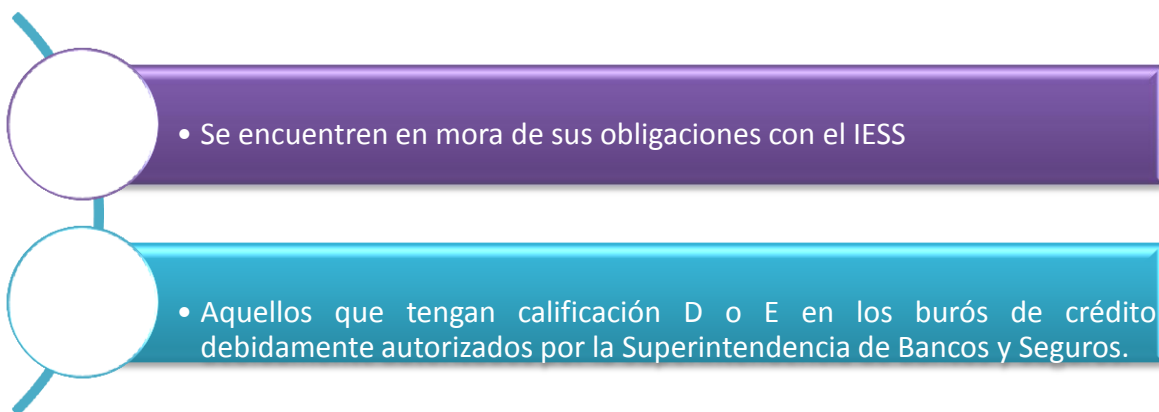 • Se encuentren en mora de sus obligaciones con el IESS
• Aquellos que tengan calificación D o E en los burós de crédito
debidamente autorizados por la Superintendencia de Bancos y Seguros.